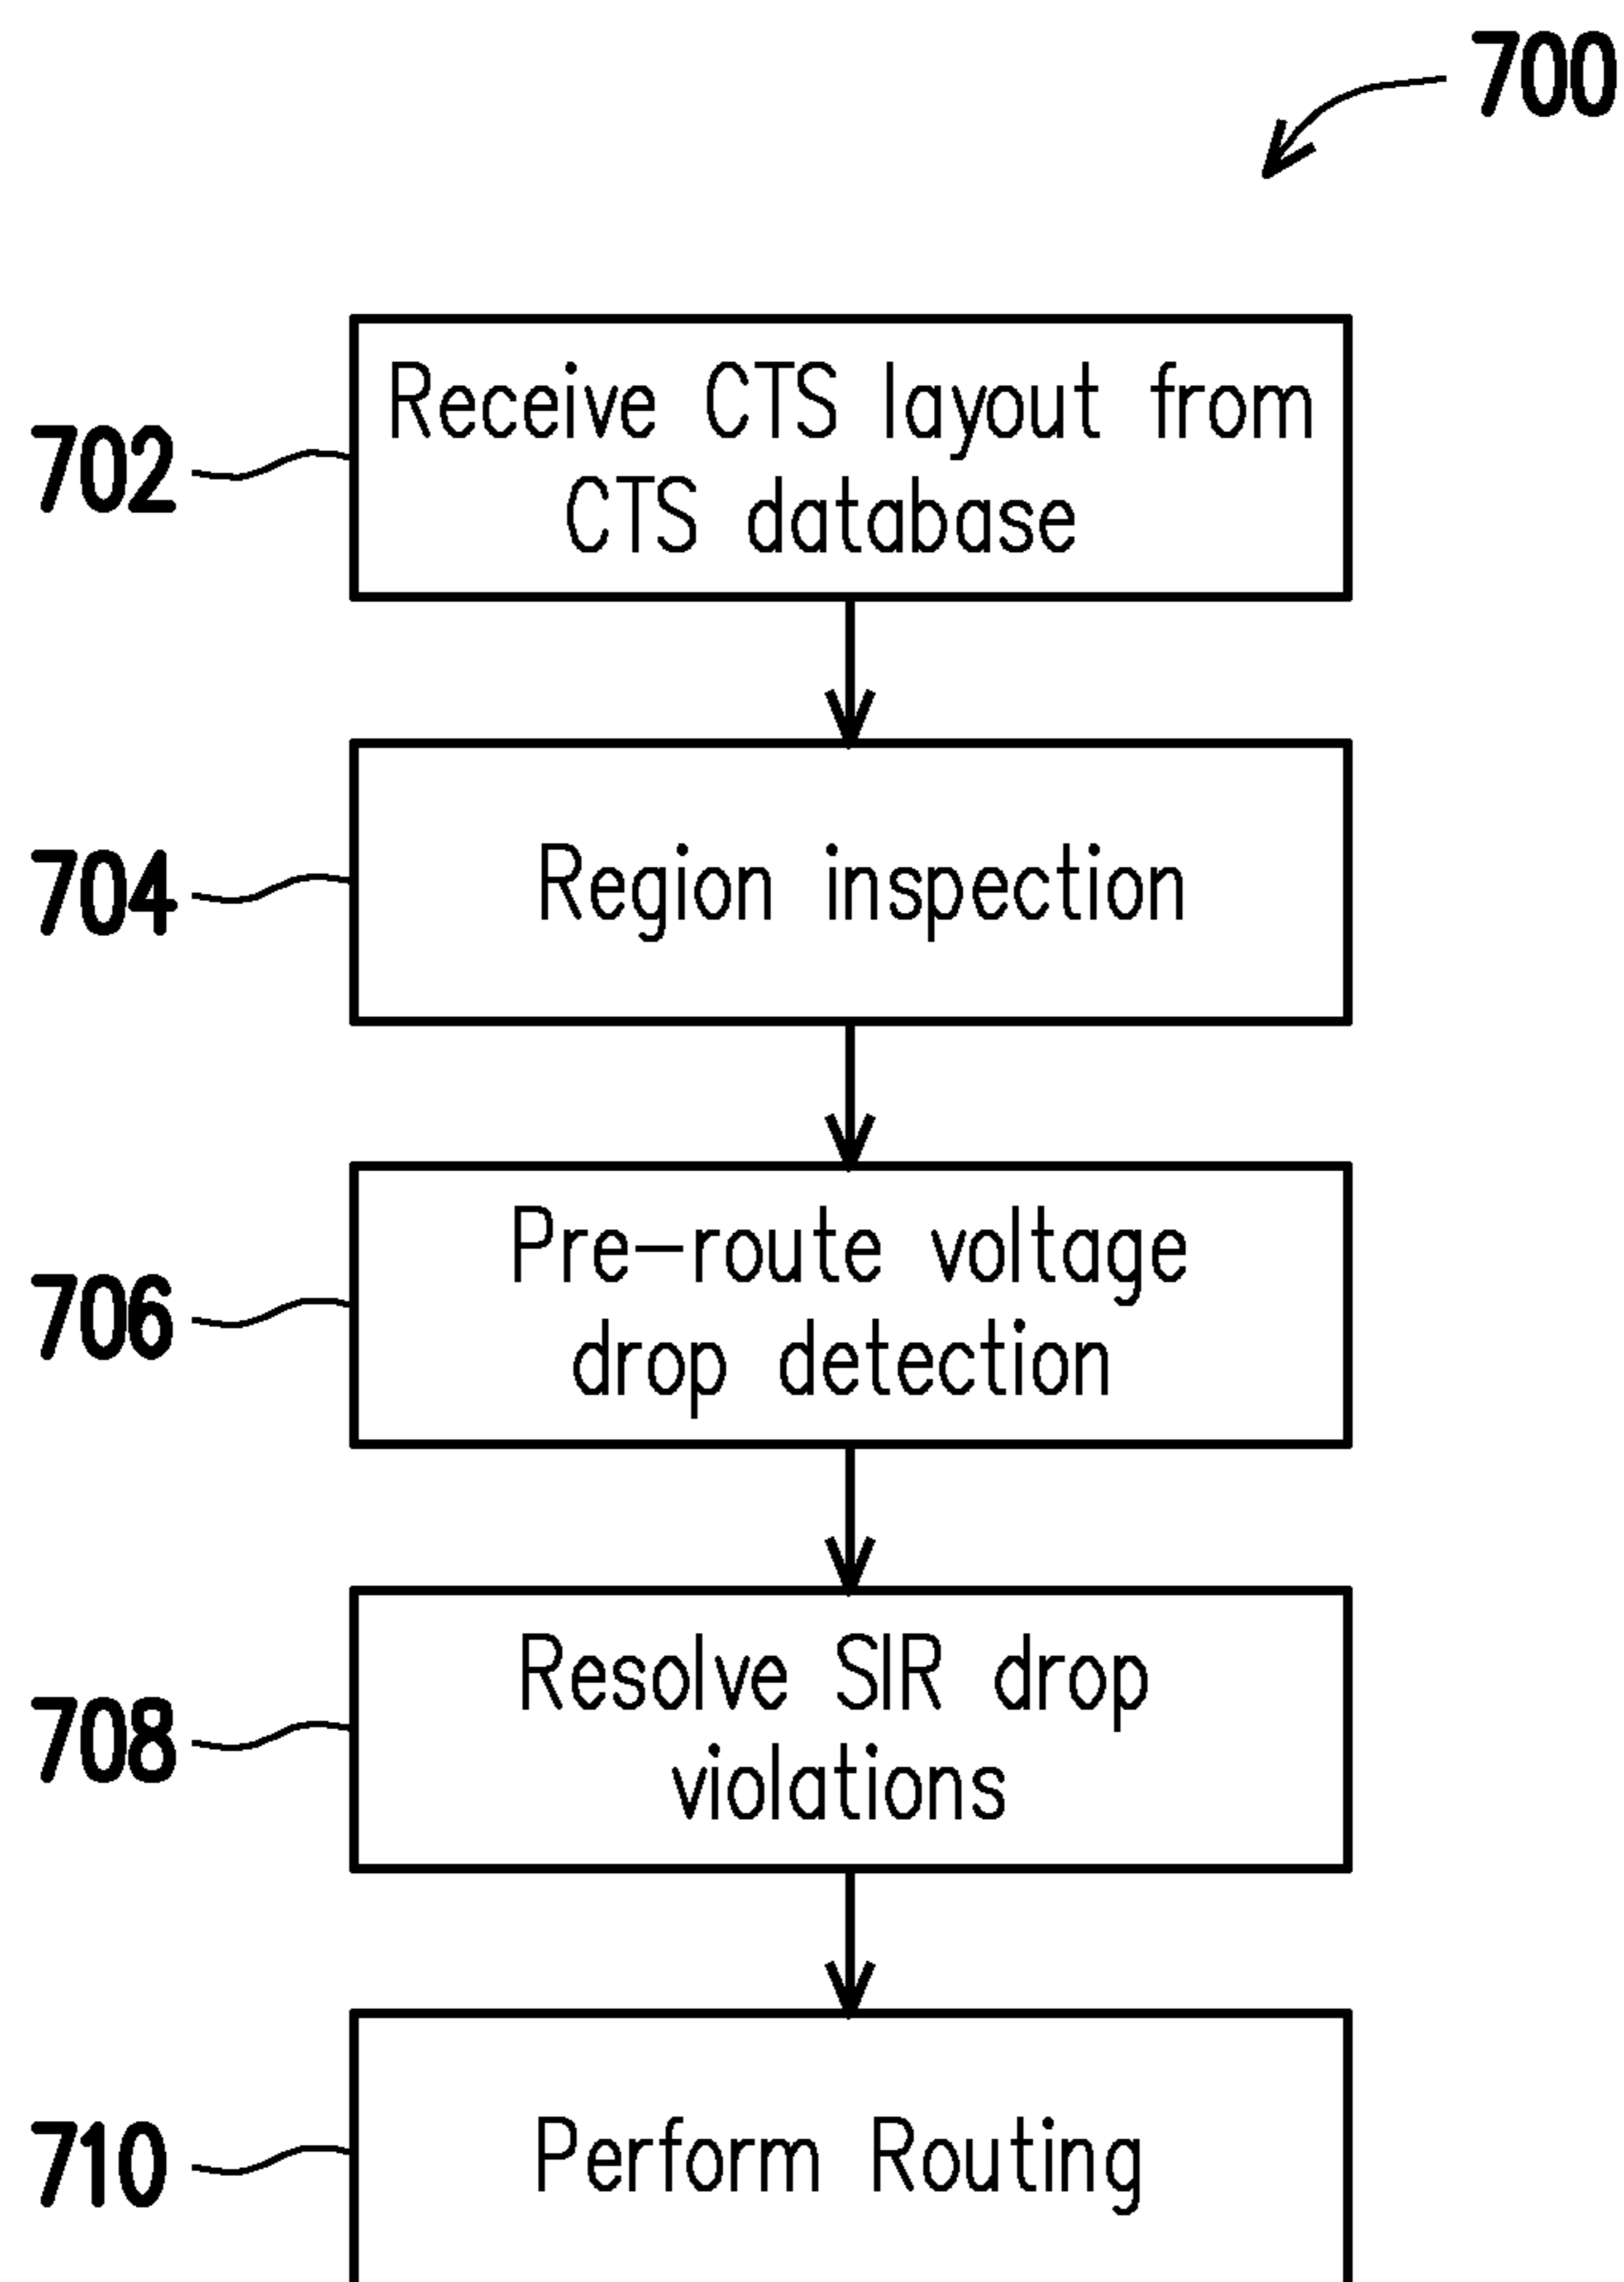 700
702
Receive CTS layout from
CTS database
704
Region inspection
706
Pre-route voltage
drop detection
708
Resolve SIR drop
violations
710
Perform Routing